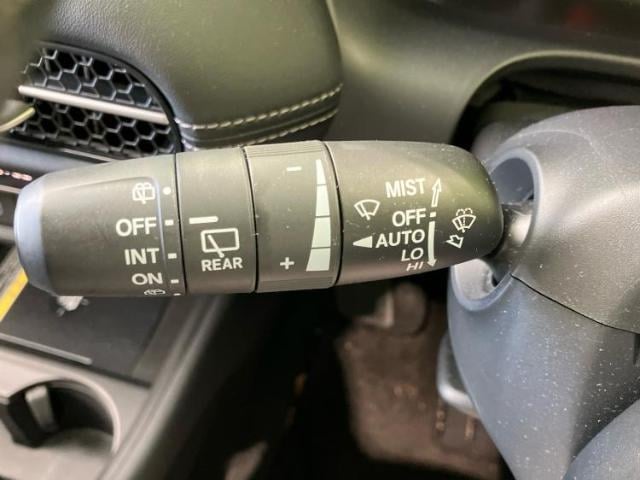 OFF
INT
ON
REAR
-
+
MIST
OFF
AUTO
LO
HI